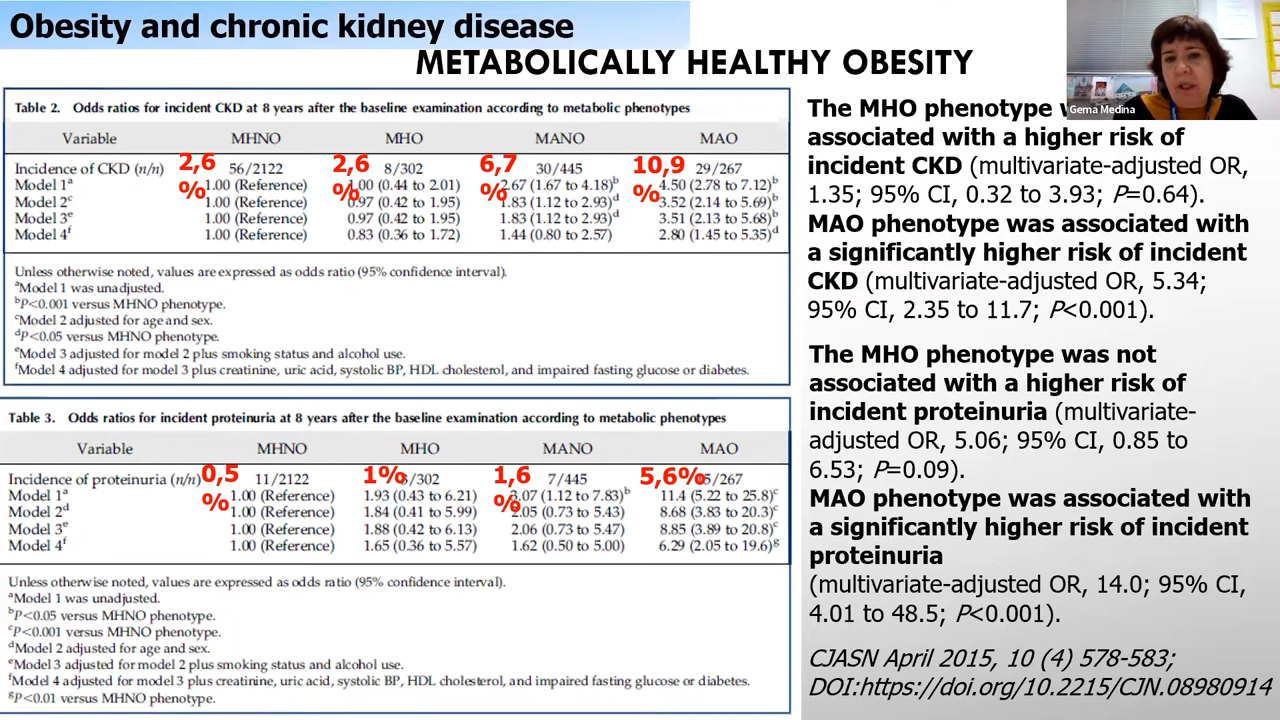 Obesity and chronic kidney disease
METABOLICALLY HEALTHY OBESITY
Gema Medina
Table 2. Odds ratios for incident CKD at 8 years after the baseline examination according to metabolic phenotypes
Variable MHNO MHO MANO MAO
Incidence of CKD (n/n) 2,6 % 56/2122 2,6 % 8/302 6,7 % 30/445 10,9 % 29/267
Model 1a 1.00 (Reference) 1.00 (0.44 to 2.01) 2.67 (1.67 to 4.18)b 4.50 (2.78 to 7.12)b
Model 2c 1.00 (Reference) 0.97 (0.42 to 1.95) 1.83 (1.12 to 2.93)d 3.52 (2.14 to 5.69)b
Model 3e 1.00 (Reference) 0.97 (0.42 to 1.95) 1.83 (1.12 to 2.93)d 3.51 (2.13 to 5.68)b
Model 4f 1.00 (Reference) 0.83 (0.36 to 1.72) 1.44 (0.80 to 2.57) 2.80 (1.45 to 5.35)d
Unless otherwise noted, values are expressed as odds ratio (95% confidence interval).
aModel 1 was unadjusted.
bP<0.001 versus MHNO phenotype.
cModel 2 adjusted for age and sex.
dP<0.05 versus MHNO phenotype.
eModel 3 adjusted for model 2 plus smoking status and alcohol use.
fModel 4 adjusted for model 3 plus creatinine, uric acid, systolic BP, HDL cholesterol, and impaired fasting glucose or diabetes.
Table 3. Odds ratios for incident proteinuria at 8 years after the baseline examination according to metabolic phenotypes
Variable MHNO MHO MANO MAO
Incidence of proteinuria (n/n) 0,5 % 11/2122 1% /302 1,6 % 7/445 5,6% /267
Model 1a 1.00 (Reference) 1.93 (0.43 to 6.21) 3.07 (1.12 to 7.83)b 11.4 (5.22 to 25.8)c
Model 2d 1.00 (Reference) 1.84 (0.41 to 5.99) 2.05 (0.73 to 5.43) 8.68 (3.83 to 20.3)c
Model 3e 1.00 (Reference) 1.88 (0.42 to 6.13) 2.06 (0.73 to 5.47) 8.85 (3.89 to 20.8)c
Model 4f 1.00 (Reference) 1.65 (0.36 to 5.57) 1.62 (0.50 to 5.00) 6.29 (2.05 to 19.6)g
Unless otherwise noted, values are expressed as odds ratio (95% confidence interval).
aModel 1 was unadjusted.
bP<0.05 versus MHNO phenotype.
cP<0.001 versus MHNO phenotype.
dModel 2 adjusted for age and sex.
eModel 3 adjusted for model 2 plus smoking status and alcohol use.
fModel 4 adjusted for model 3 plus creatinine, uric acid, systolic BP, HDL cholesterol, and impaired fasting glucose or diabetes.
gP<0.01 versus MHNO phenotype.
The MHO phenotype
associated with a higher risk of
incident CKD (multivariate-adjusted OR,
1.35; 95% CI, 0.32 to 3.93; P=0.64).
MAO phenotype was associated with
a significantly higher risk of incident
CKD (multivariate-adjusted OR, 5.34;
95% CI, 2.35 to 11.7; P<0.001).
The MHO phenotype was not
associated with a higher risk of
incident proteinuria (multivariate-
adjusted OR, 5.06; 95% CI, 0.85 to
6.53; P=0.09).
MAO phenotype was associated with
a significantly higher risk of incident
proteinuria
(multivariate-adjusted OR, 14.0; 95% CI,
4.01 to 48.5; P<0.001).
CJASN April 2015, 10 (4) 578-583;
DOI:https://doi.org/10.2215/CJN.08980914